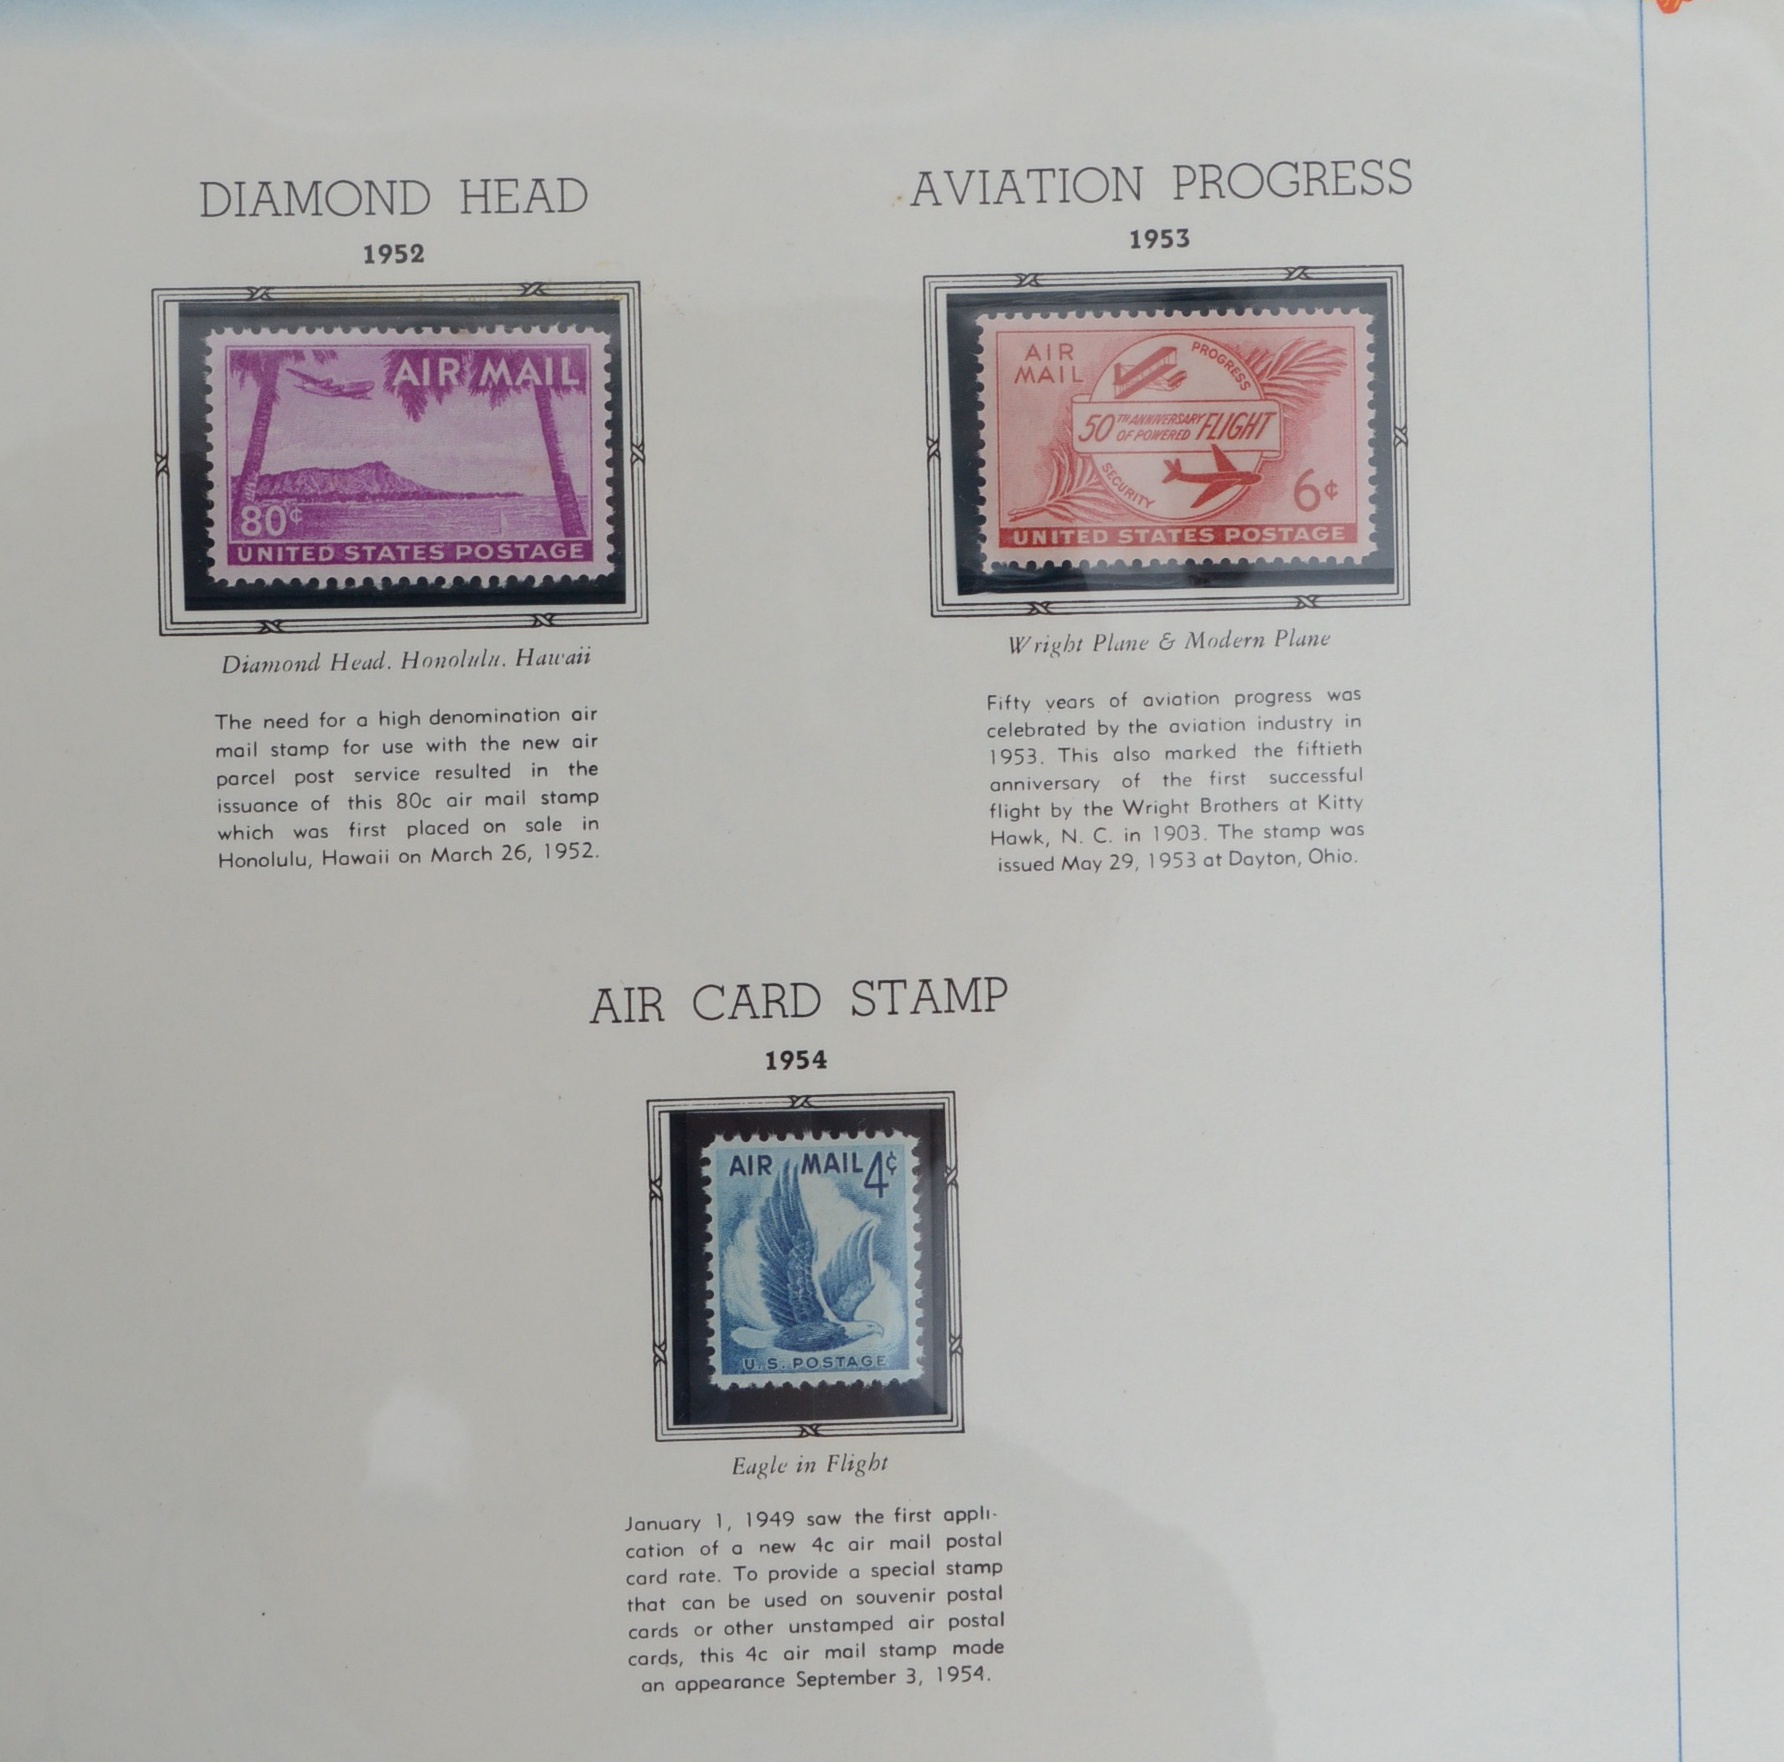 DIAMOND HEAD
1952
AIR MAIL
80¢
UNITED STATES POSTAGE
Diamond Head, Honolulu, Hawaii
The need for a high denomination air
mail stamp for use with the new air
parcel post service resulted in the
issuance of this 80c air mail stamp
which was first placed on sale in
Honolulu, Hawaii on March 26, 1952.
AVIATION PROGRESS
1953
AIR
MAIL
PROGRESS
50TH ANNIVERSARY
OF POWERED FLIGHT
SECURITY
6¢
UNITED STATES POSTAGE
Wright Plane & Modern Plane
Fifty years of aviation progress was
celebrated by the aviation industry in
1953. This also marked the fiftieth
anniversary of the first successful
flight by the Wright Brothers at Kitty
Hawk, N. C. in 1903. The stamp was
issued May 29, 1953 at Dayton, Ohio.
AIR CARD STAMP
1954
AIR MAIL 4¢
U.S. POSTAGE
Eagle in Flight
January 1, 1949 saw the first appli-
cation of a new 4c air mail postal
card rate. To provide a special stamp
that can be used on souvenir postal
cards or other unstamped air postal
cards, this 4c air mail stamp made
an appearance September 3, 1954.